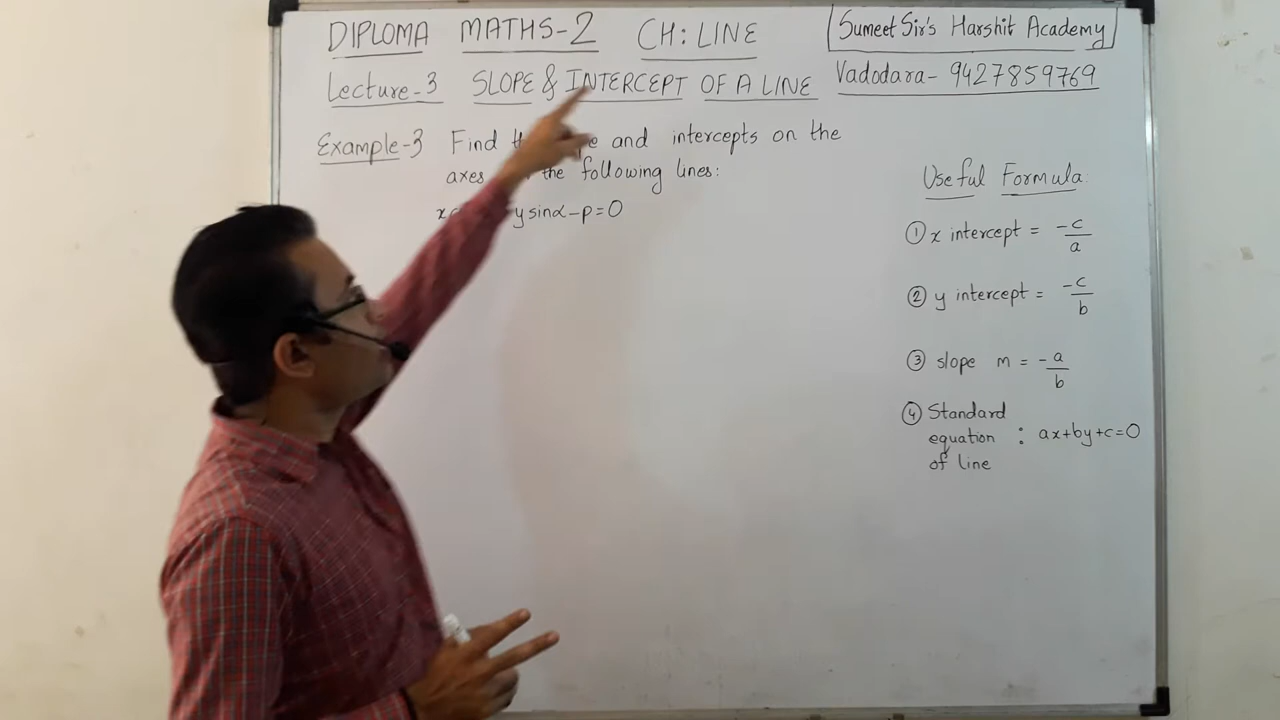 DIPLOMA MATHS-2 CH: LINE
Sumeet Sir's Harshit Academy
Lecture-3 SLOPE & INTERCEPT OF A LINE
Vadodara- 9427859769
Example-3 Find and intercepts on the
axes the following lines:
y sinα-p=0
Useful Formula:
① x intercept = -c/a
② y intercept = -c/b
③ slope m = -a/b
④ Standard
equation : ax+by+c=0
of line